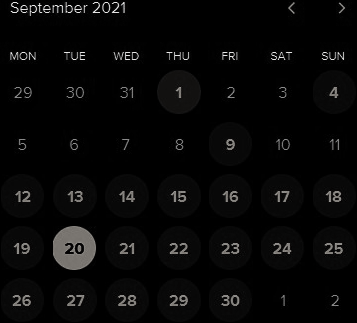 September 2021
MON TUE WED THU FRI SAT SUN
29 30 31 1 2 3 4
5 6 7 8 9 10 11
12 13 14 15 16 17 18
19 20 21 22 23 24 25
26 27 28 29 30 1 2